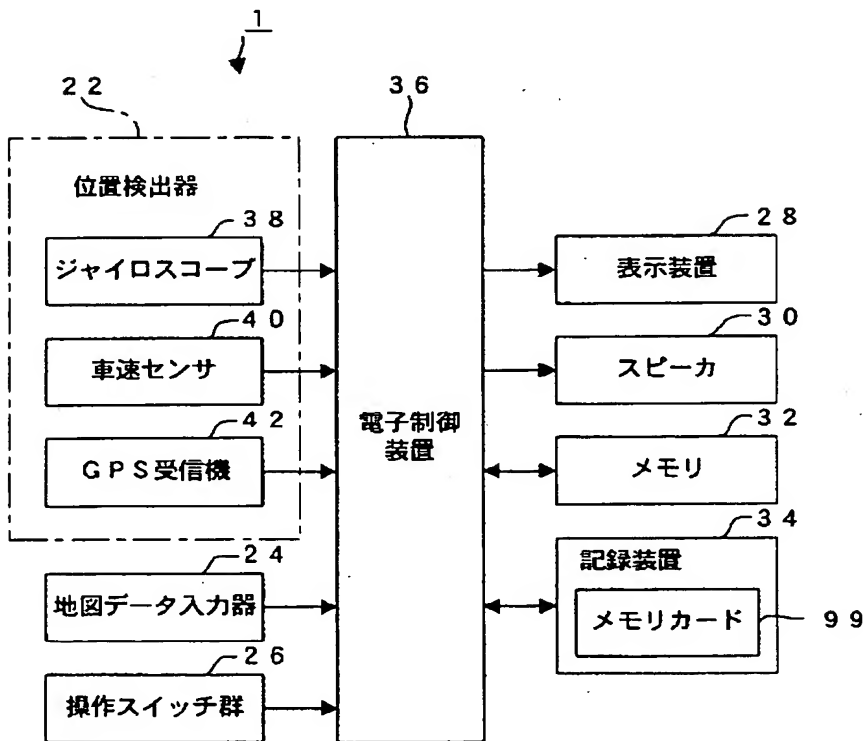 1
２２
３６
位置検出器
３８
ジャイロスコープ
４０
車速センサ
４２
ＧＰＳ受信機
２４
地図データ入力器
２６
操作スイッチ群
電子制御
装置
２８
表示装置
３０
スピーカ
３２
メモリ
３４
記録装置
メモリカード
９９